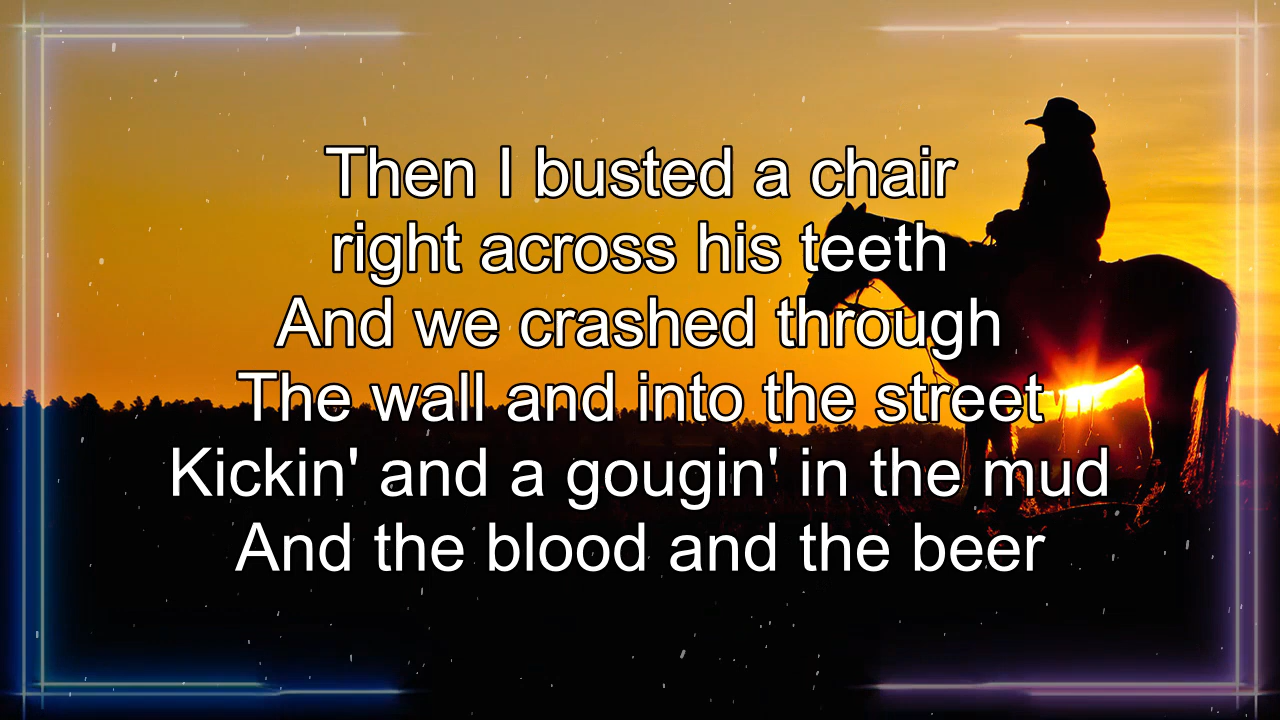 Then I busted a chair
right across his teeth
And we crashed through
The wall and into the street
Kickin' and a gougin' in the mud
And the blood and the beer